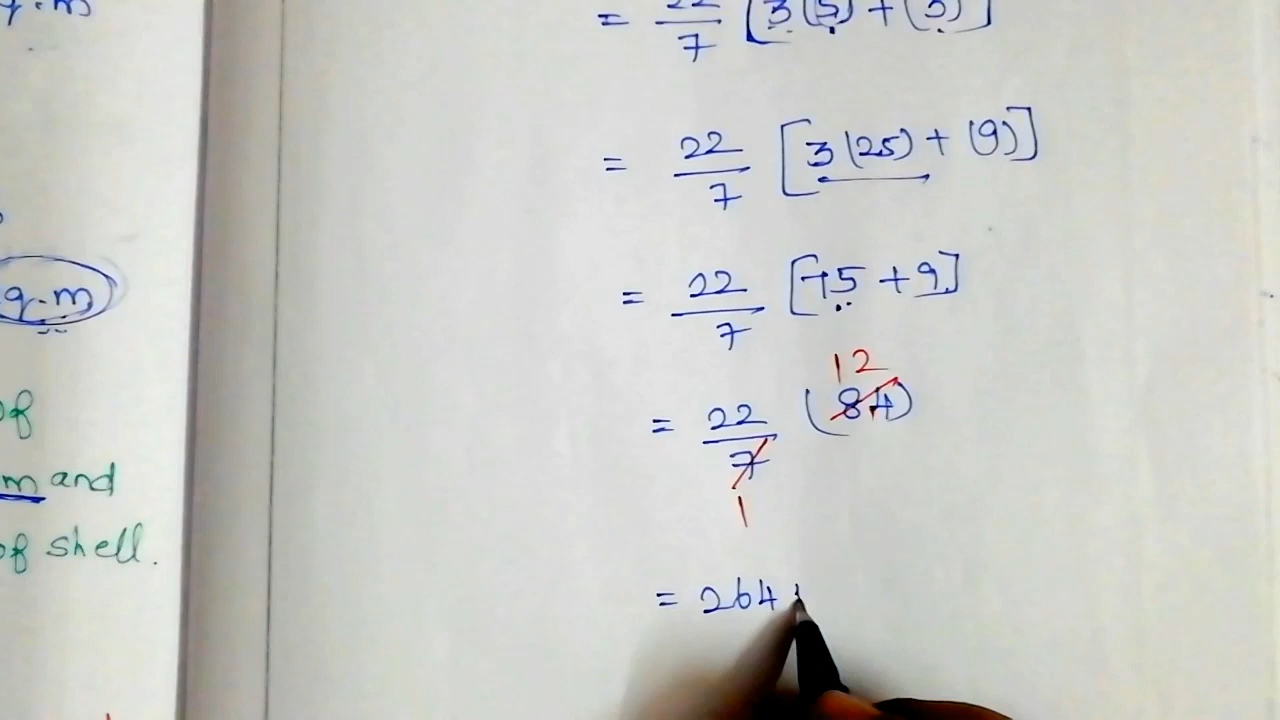 q.m
= 22/7 [3(5) + (3)]
= 22/7 [3(25) + (9)]
q.m
= 22/7 [75 + 9]
12
of
= 22/7 (84)
m and
1
of shell.
= 264